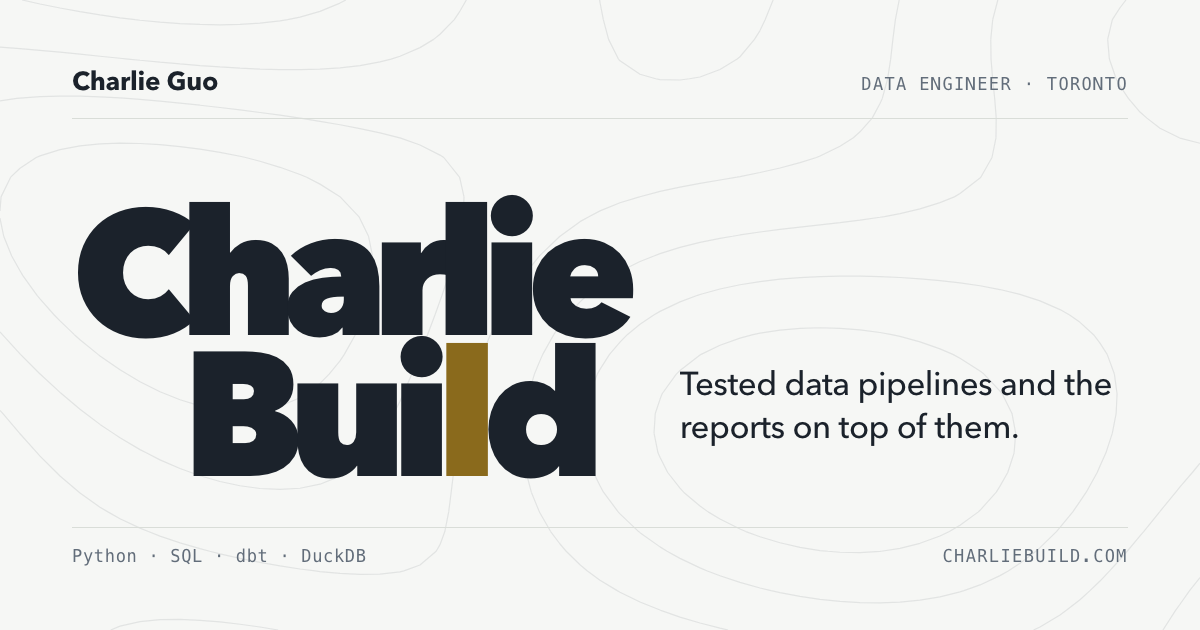 Charlie Guo
DATA ENGINEER · TORONTO
Charlie
Build
Tested data pipelines and the
reports on top of them.
Python · SQL · dbt · DuckDB
CHARLIEBUILD.COM